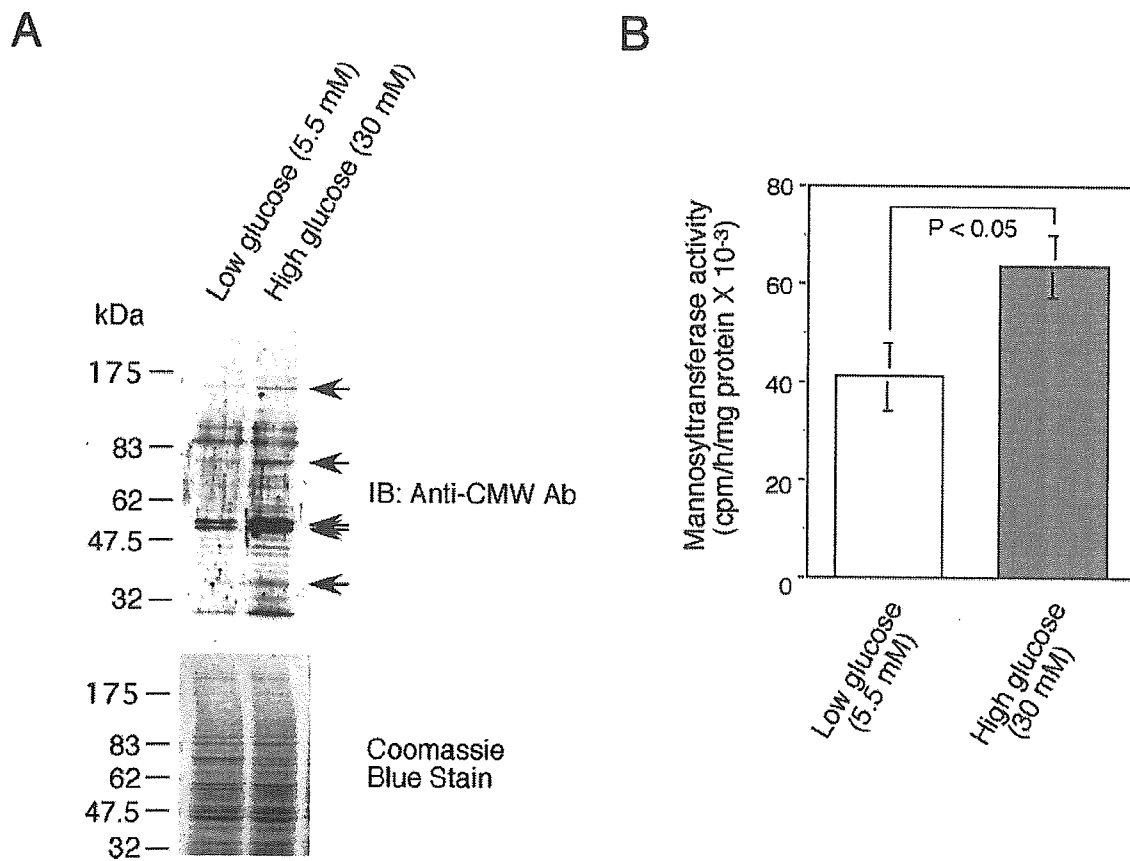 A
Low glucose (5.5 mM)
High glucose (30 mM)
kDa
175
83
62
47.5
32
IB: Anti-CMW Ab
175
83
62
47.5
32
Coomassie
Blue Stain
B
Mannosyltransferase activity
(cpm/h/mg protein X 10-3)
80
60
40
20
0
P < 0.05
Low glucose
(5.5 mM)
High glucose
(30 mM)